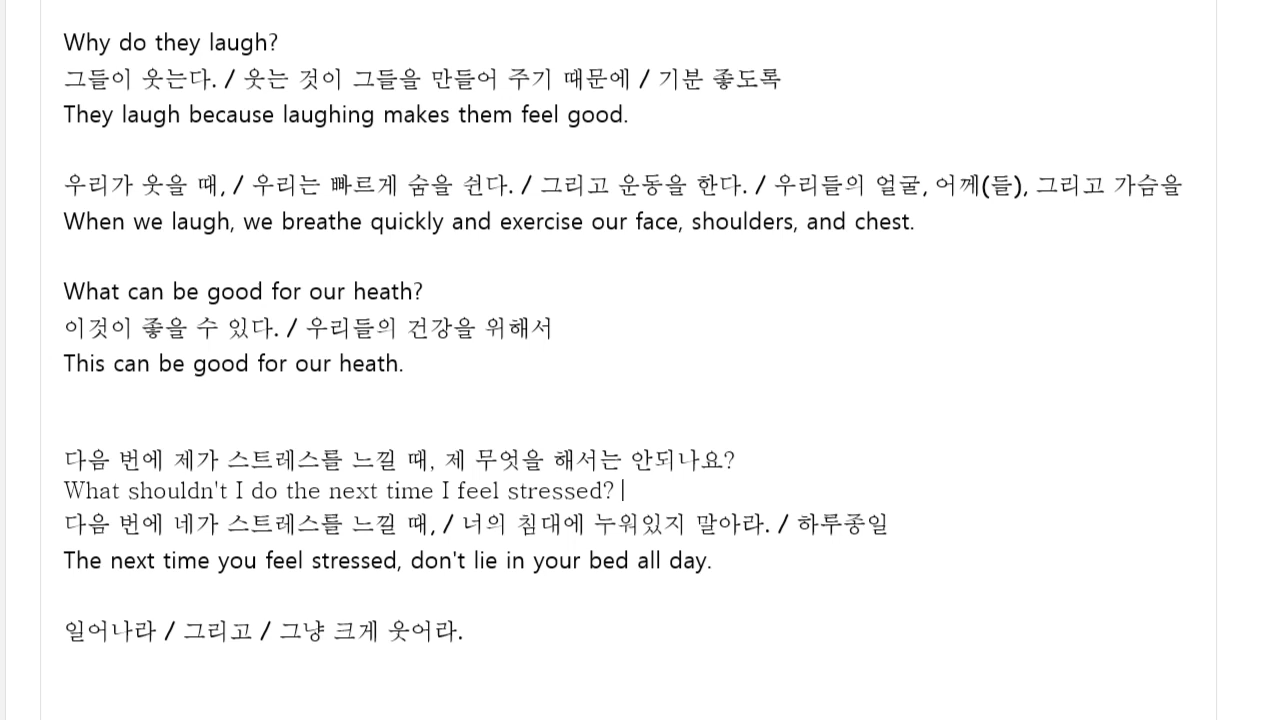 Why do they laugh?
그들이 웃는다. / 웃는 것이 그들을 만들어 주기 때문에 / 기분 좋도록
They laugh because laughing makes them feel good.
우리가 웃을 때, / 우리는 빠르게 숨을 쉰다. / 그리고 운동을 한다. / 우리들의 얼굴, 어께(들), 그리고 가슴을
When we laugh, we breathe quickly and exercise our face, shoulders, and chest.
What can be good for our heath?
이것이 좋을 수 있다. / 우리들의 건강을 위해서
This can be good for our heath.
다음 번에 제가 스트레스를 느낄 때, 제 무엇을 해서는 안되나요?
What shouldn't I do the next time I feel stressed?
다음 번에 네가 스트레스를 느낄 때, / 너의 침대에 누워있지 말아라. / 하루종일
The next time you feel stressed, don't lie in your bed all day.
일어나라 / 그리고 / 그냥 크게 웃어라.